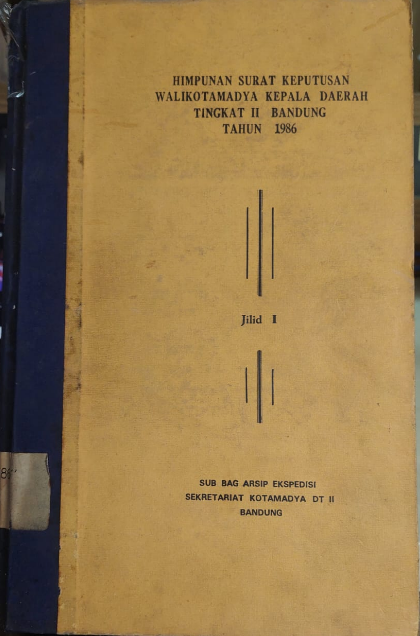 HIMPUNAN SURAT KEPUTUSAN
WALIKOTAMADYA KEPALA DAERAH
TINGKAT II BANDUNG
TAHUN 1986
Jilid I
SUB BAG ARSIP EKSPEDISI
SEKRETARIAT KOTAMADYA DT II
BANDUNG